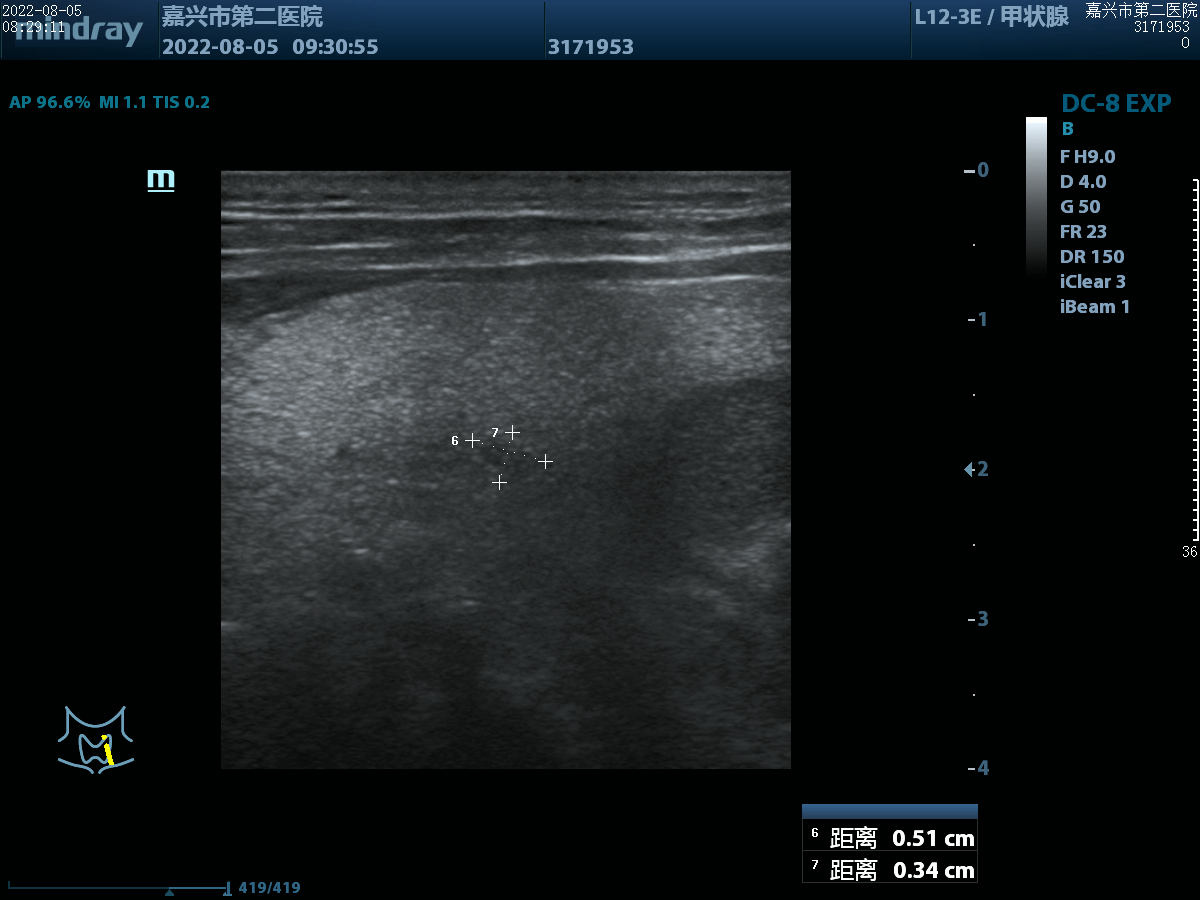 2022-08-05
08:29:11
mindray
嘉兴市第二医院
2022-08-05 09:30:55
3171953
L12-3E / 甲状腺
嘉兴市第二医院
3171953
0
AP 96.6% MI 1.1 TIS 0.2
DC-8 EXP
B
F H9.0
D 4.0
G 50
FR 23
DR 150
iClear 3
iBeam 1
m
0
1
2
3
4
36
6
7
6 距离 0.51 cm
7 距离 0.34 cm
419/419